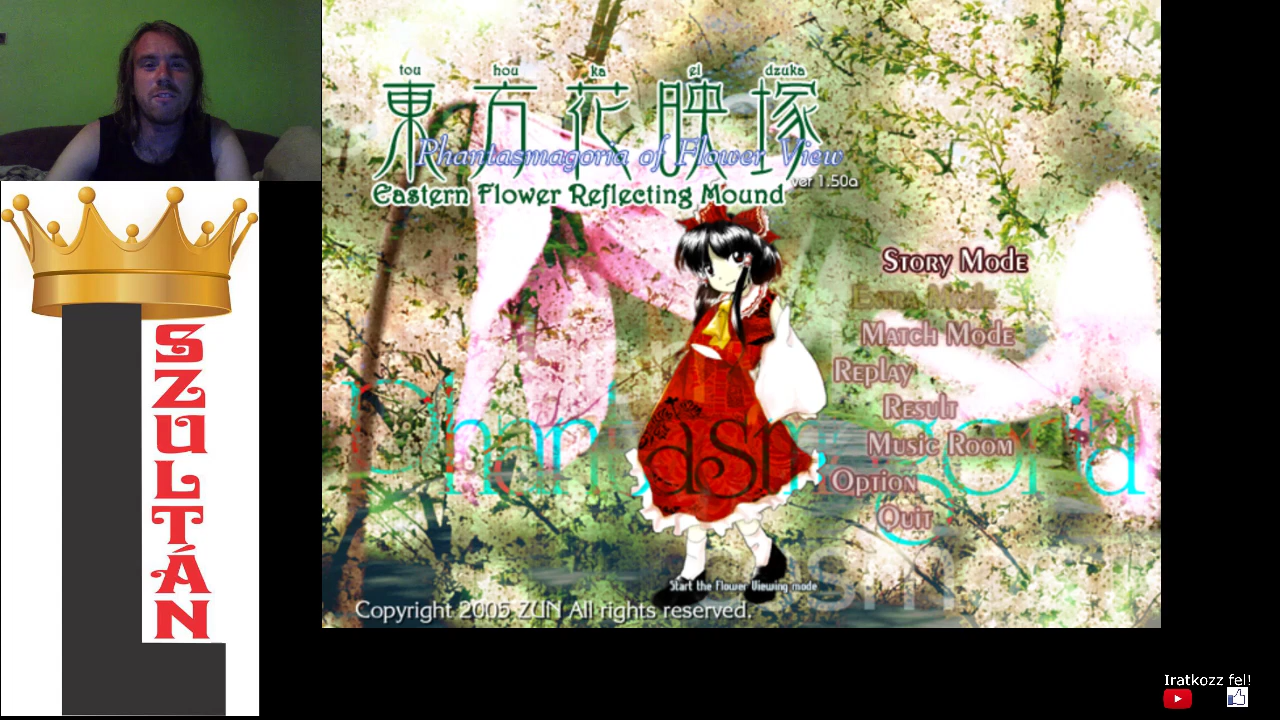 tou hou ka ei dzuka
東方花映塚
Phantasmagoria of Flower View
ver 1.50a
Eastern Flower Reflecting Mound
Story Mode
Extra Mode
Match Mode
Replay
Result
Music Room
Option
Quit
Phantasmagoria
Start the Flower Viewing mode
Copyright 2005 ZUN All rights reserved.
L
SZULTÁN
Iratkozz fel!